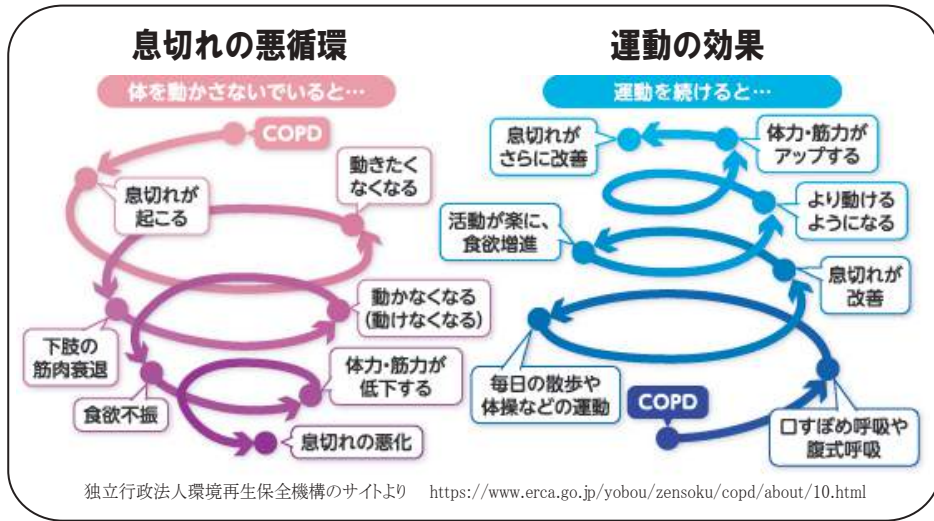 息切れの悪循環
体を動かさないでいると…
COPD
息切れが
起こる
動きたく
なくなる
下肢の
筋肉衰退
動かなくなる
(動けなくなる)
食欲不振
体力・筋力が
低下する
息切れの悪化
運動の効果
運動を続けると…
息切れが
さらに改善
体力・筋力が
アップする
より動ける
ようになる
活動が楽に、
食欲増進
息切れが
改善
毎日の散歩や
体操などの運動
COPD
口すぼめ呼吸や
腹式呼吸
独立行政法人環境再生保全機構のサイトより https://www.erca.go.jp/yobou/zensoku/copd/about/10.html